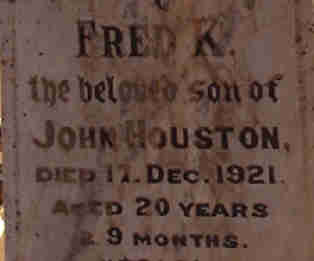 FRED K.
the beloved son of
JOHN HOUSTON,
DIED 17. DEC. 1921.
AGED 20 YEARS
& 9 MONTHS.